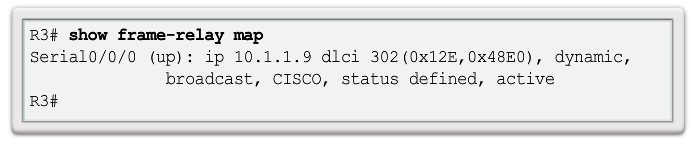 R3# show frame-relay map
Serial0/0/0 (up): ip 10.1.1.9 dlci 302(0x12E,0x48E0), dynamic,
broadcast, CISCO, status defined, active
R3#